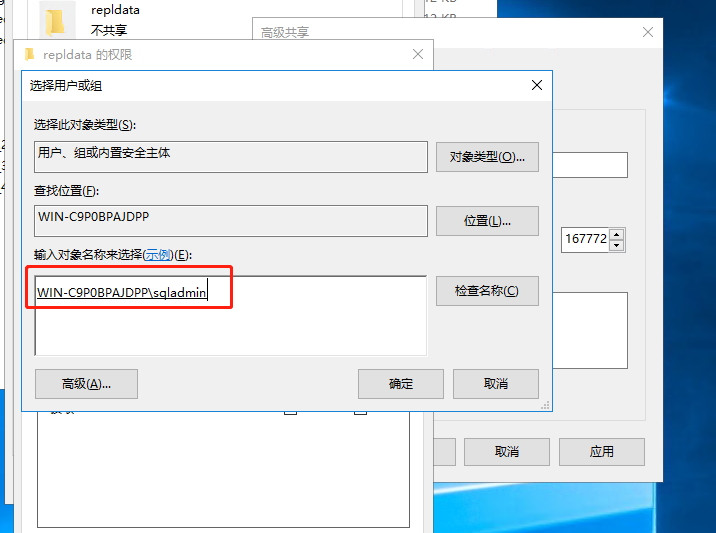 repldata
不共享
12 KB
高级共享
repldata 的权限
选择用户或组
选择此对象类型(S):
用户、组或内置安全主体
对象类型(O)...
查找位置(F):
WIN-C9P0BPAJDPP
位置(L)...
167772
输入对象名称来选择(示例)(E):
WIN-C9P0BPAJDPP\sqladmin
检查名称(C)
高级(A)...
确定
取消
取消
应用